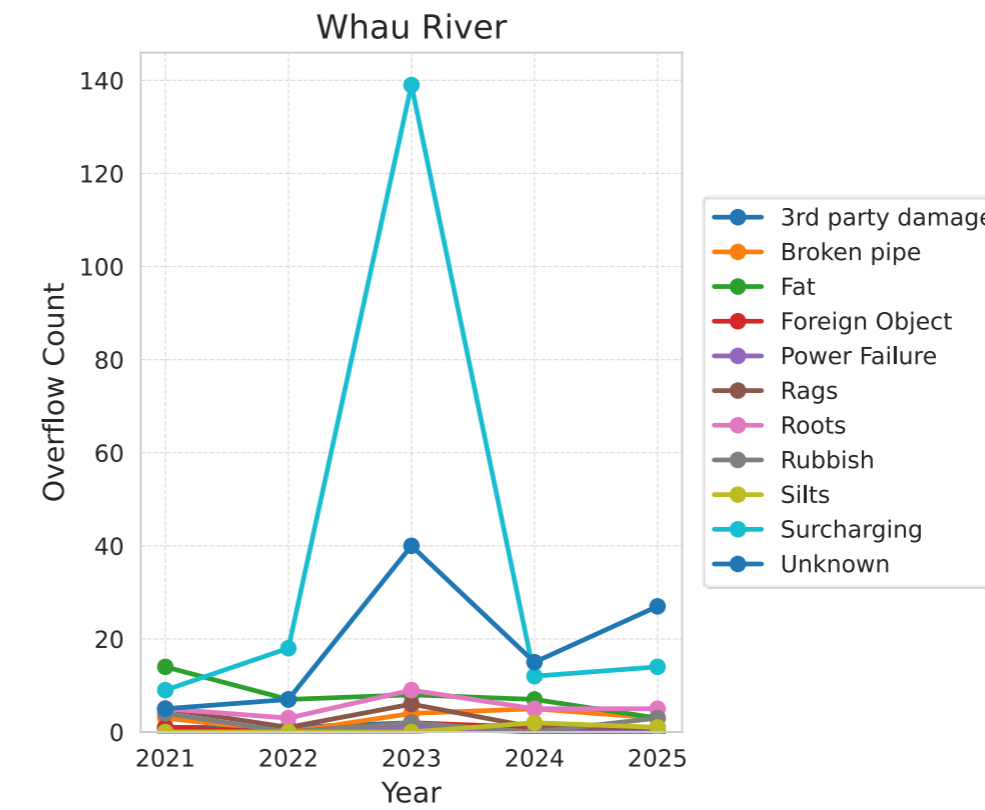 Whau River
140
120
100
80
60
40
20
0
Overflow Count
2021 2022 2023 2024 2025
Year
3rd party damage
Broken pipe
Fat
Foreign Object
Power Failure
Rags
Roots
Rubbish
Silts
Surcharging
Unknown